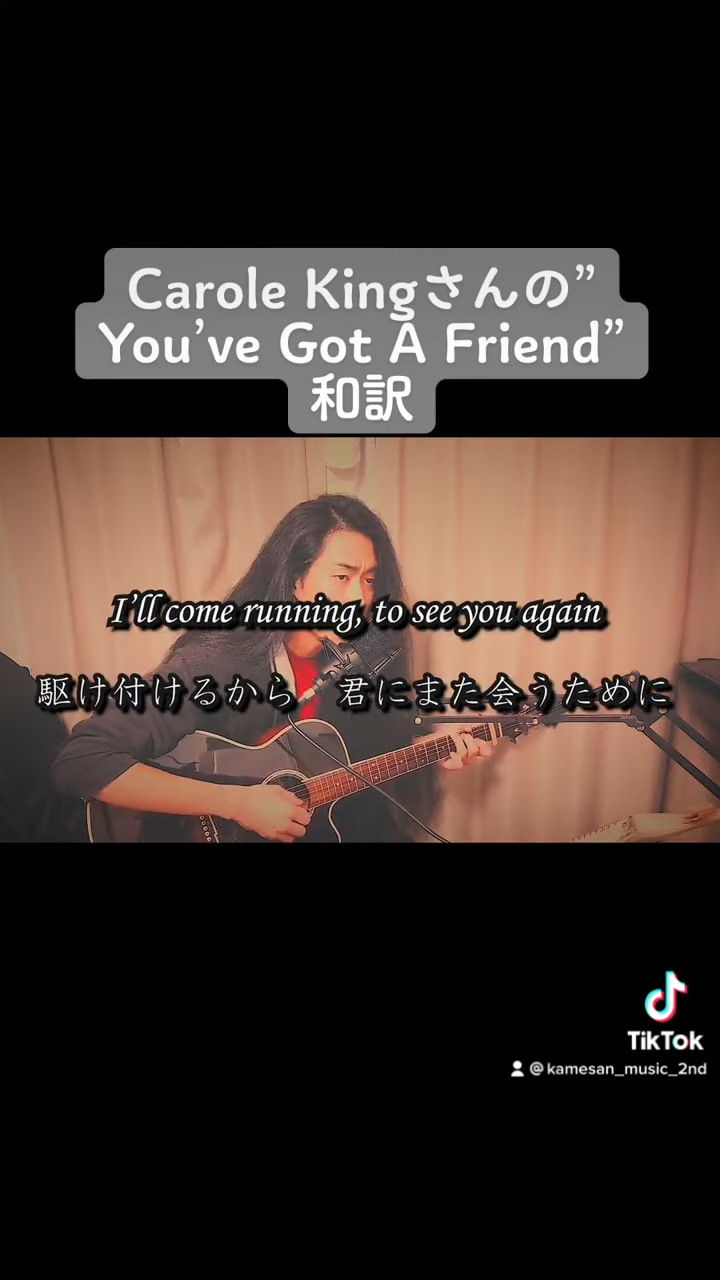 Carole Kingさんの”
You’ve Got A Friend”
和訳
I’ll come running, to see you again
駆け付けるから　君にまた会うために
TikTok
@kamesan_music_2nd